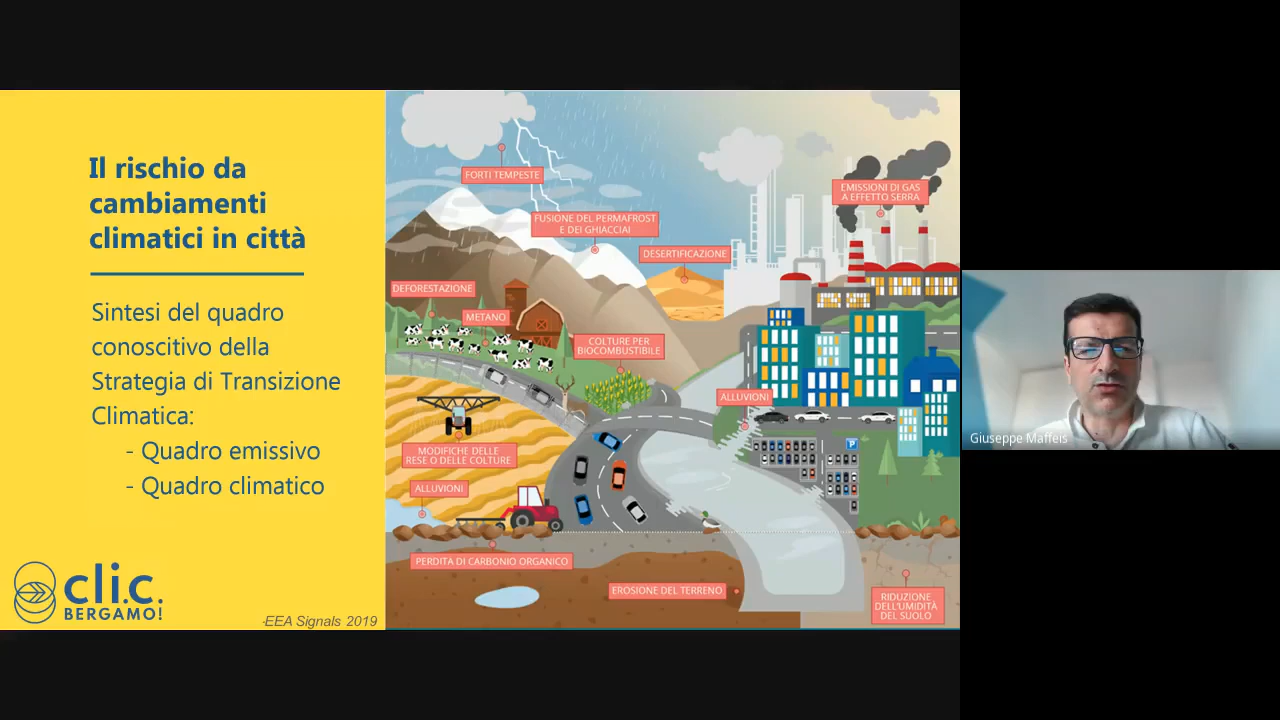 Il rischio da
cambiamenti
climatici in città
Sintesi del quadro
conoscitivo della
Strategia di Transizione
Climatica:
- Quadro emissivo
- Quadro climatico
cli.c.
BERGAMO!
-EEA Signals 2019
FORTI TEMPESTE
EMISSIONI DI GAS
A EFFETTO SERRA
FUSIONE DEL PERMAFROST
E DEI GHIACCIAI
DESERTIFICAZIONE
DEFORESTAZIONE
METANO
COLTURE PER
BIOCOMBUSTIBILE
ALLUVIONI
P
MODIFICHE DELLE
RESE O DELLE COLTURE
ALLUVIONI
PERDITA DI CARBONIO ORGANICO
EROSIONE DEL TERRENO
RIDUZIONE
DELL'UMIDITÀ
DEL SUOLO
Giuseppe Maffeis